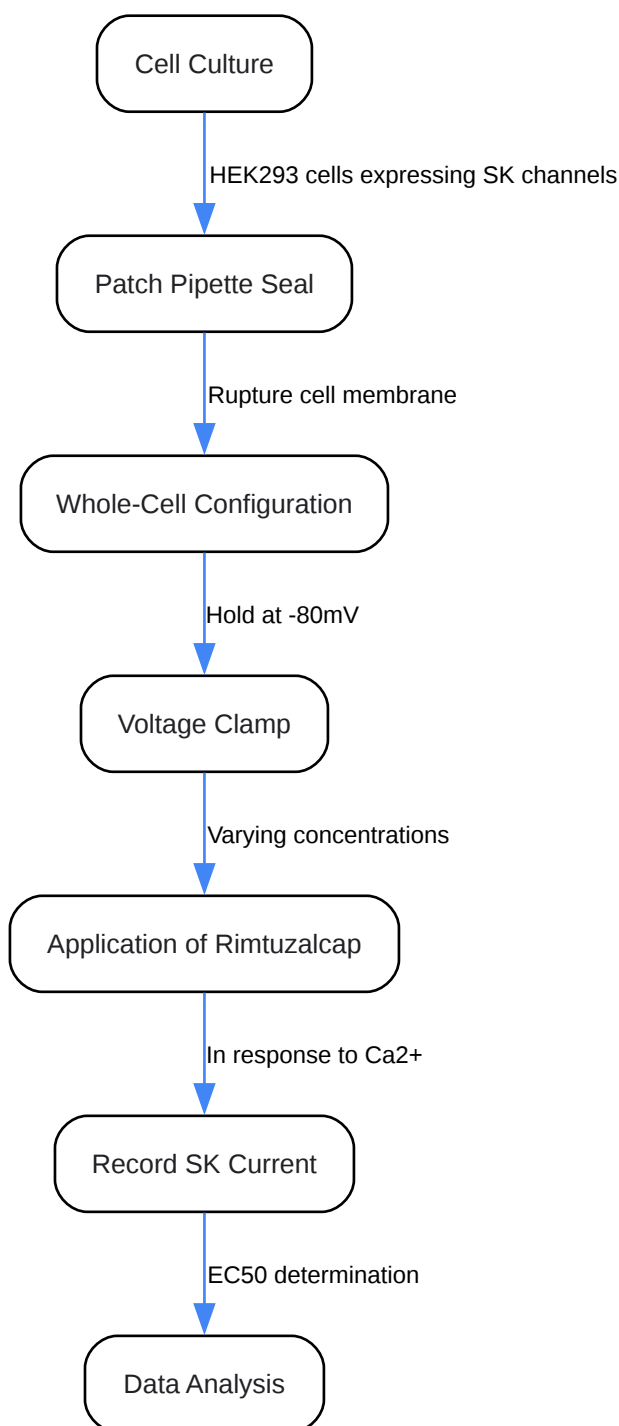 Cell Culture
HEK293 cells expressing SK channels
Patch Pipette Seal
Rupture cell membrane
Whole-Cell Configuration
Hold at -80mV
Voltage Clamp
Varying concentrations
Application of Rimtuzalcap
In response to Ca2+
Record SK Current
EC50 determination
Data Analysis